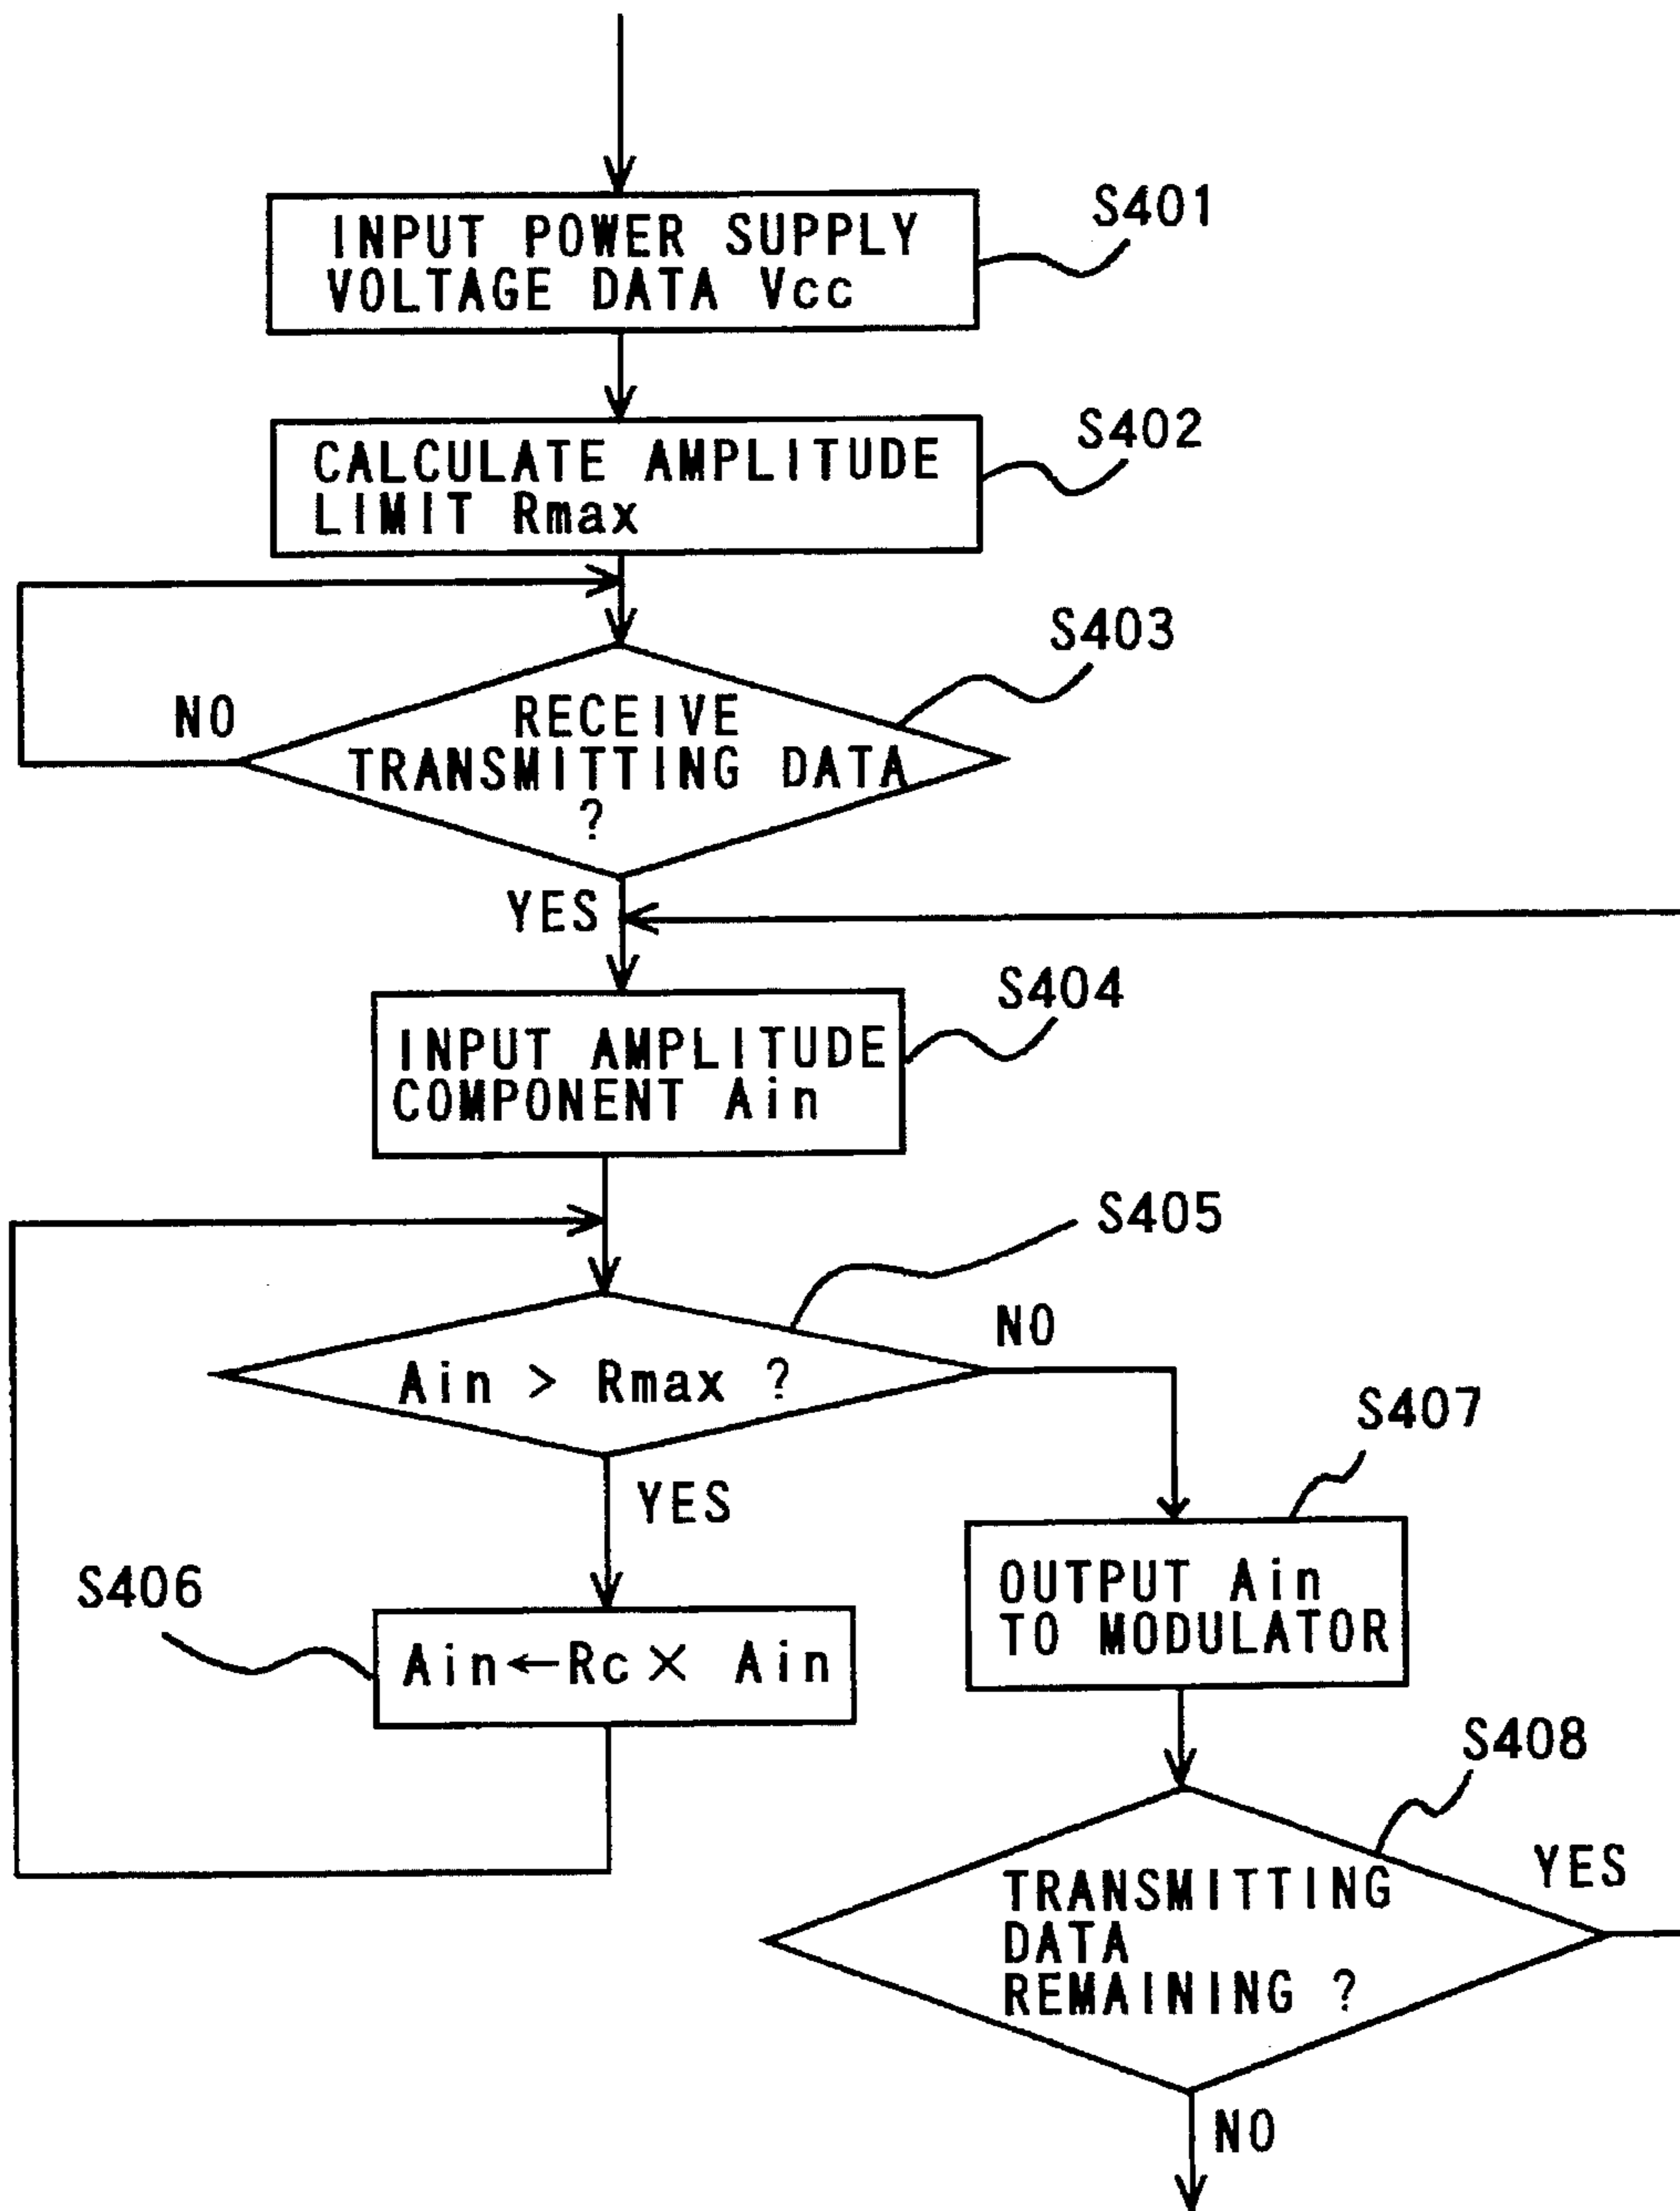 INPUT POWER SUPPLY
VOLTAGE DATA Vcc
S401
CALCULATE AMPLITUDE
LIMIT Rmax
S402
S403
NO
RECEIVE
TRANSMITTING DATA
?
YES
S404
INPUT AMPLITUDE
COMPONENT Ain
S405
NO
Ain > Rmax ?
S407
YES
S406
Ain←Rc × Ain
OUTPUT Ain
TO MODULATOR
S408
YES
TRANSMITTING
DATA
REMAINING ?
NO